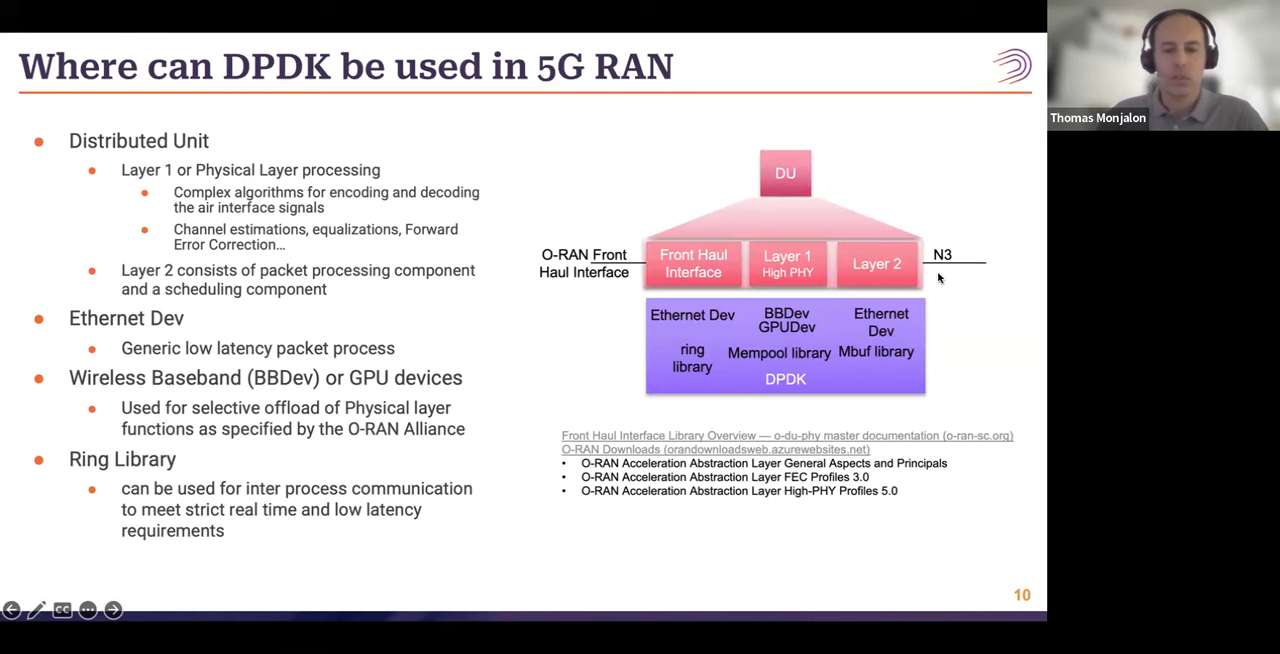 Where can DPDK be used in 5G RAN
Distributed Unit
Layer 1 or Physical Layer processing
Complex algorithms for encoding and decoding
the air interface signals
Channel estimations, equalizations, Forward
Error Correction...
Layer 2 consists of packet processing component
and a scheduling component
Ethernet Dev
Generic low latency packet process
Wireless Baseband (BBDev) or GPU devices
Used for selective offload of Physical layer
functions as specified by the O-RAN Alliance
Ring Library
can be used for inter process communication
to meet strict real time and low latency
requirements
DU
O-RAN Front
Haul Interface
Front Haul
Interface
Layer 1
High PHY
Layer 2
N3
Ethernet Dev
ring
library
BBDev
GPUDev
Mempool library
Ethernet
Dev
Mbuf library
DPDK
Front Haul Interface Library Overview — o-du-phy master documentation (o-ran-sc.org)
O-RAN Downloads (orandownloadsweb.azurewebsites.net)
• O-RAN Acceleration Abstraction Layer General Aspects and Principals
• O-RAN Acceleration Abstraction Layer FEC Profiles 3.0
• O-RAN Acceleration Abstraction Layer High-PHY Profiles 5.0
10
CC
Thomas Monjalon